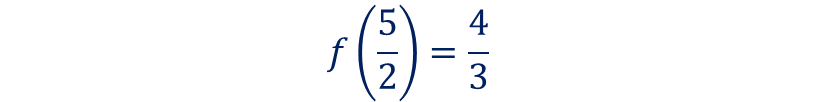 f(5/2) = 4/3